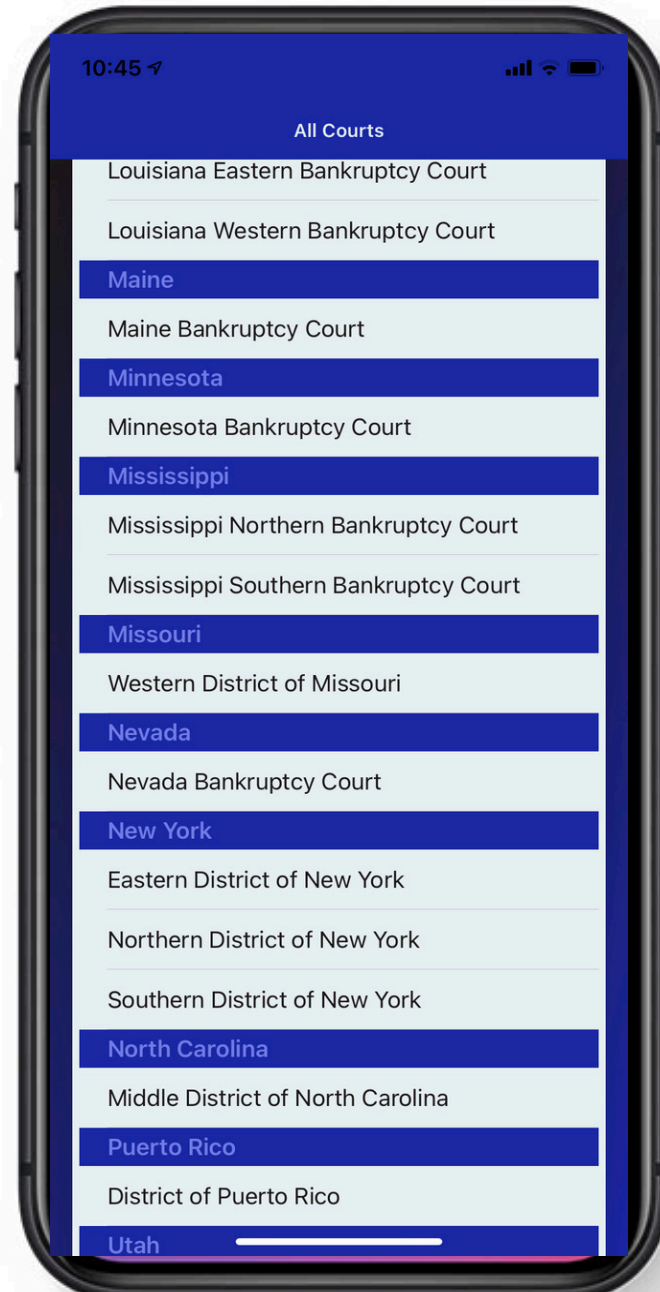 10:45
All Courts
Louisiana Eastern Bankruptcy Court
Louisiana Western Bankruptcy Court
Maine
Maine Bankruptcy Court
Minnesota
Minnesota Bankruptcy Court
Mississippi
Mississippi Northern Bankruptcy Court
Mississippi Southern Bankruptcy Court
Missouri
Western District of Missouri
Nevada
Nevada Bankruptcy Court
New York
Eastern District of New York
Northern District of New York
Southern District of New York
North Carolina
Middle District of North Carolina
Puerto Rico
District of Puerto Rico
Utah